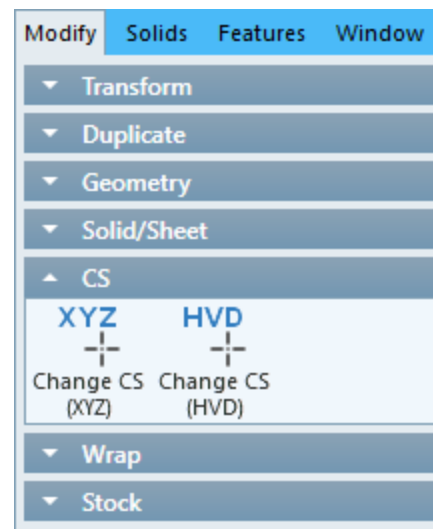 Modify Solids Features Window
Transform
Duplicate
Geometry
Solid/Sheet
CS
XYZ HVD
Change CS Change CS
(XYZ) (HVD)
Wrap
Stock